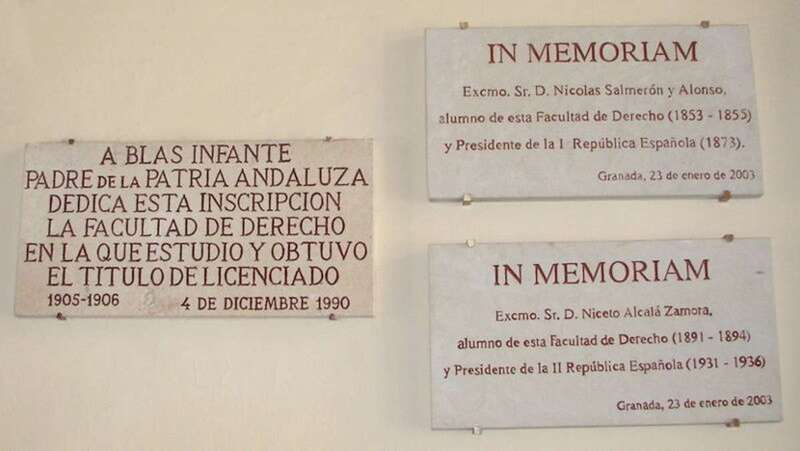 A BLAS INFANTE
PADRE DE LA PATRIA ANDALUZA
DEDICA ESTA INSCRIPCION
LA FACULTAD DE DERECHO
EN LA QUE ESTUDIO Y OBTUVO
EL TITULO DE LICENCIADO
1905-1906 4 DE DICIEMBRE 1990
IN MEMORIAM
Excmo. Sr. D. Nicolas Salmerón y Alonso,
alumno de esta Facultad de Derecho (1853 - 1855)
y Presidente de la I República Española (1873).
Granada, 23 de enero de 2003
IN MEMORIAM
Excmo. Sr. D. Niceto Alcalá Zamora,
alumno de esta Facultad de Derecho (1891 - 1894)
y Presidente de la II República Española (1931 - 1936)
Granada, 23 de enero de 2003